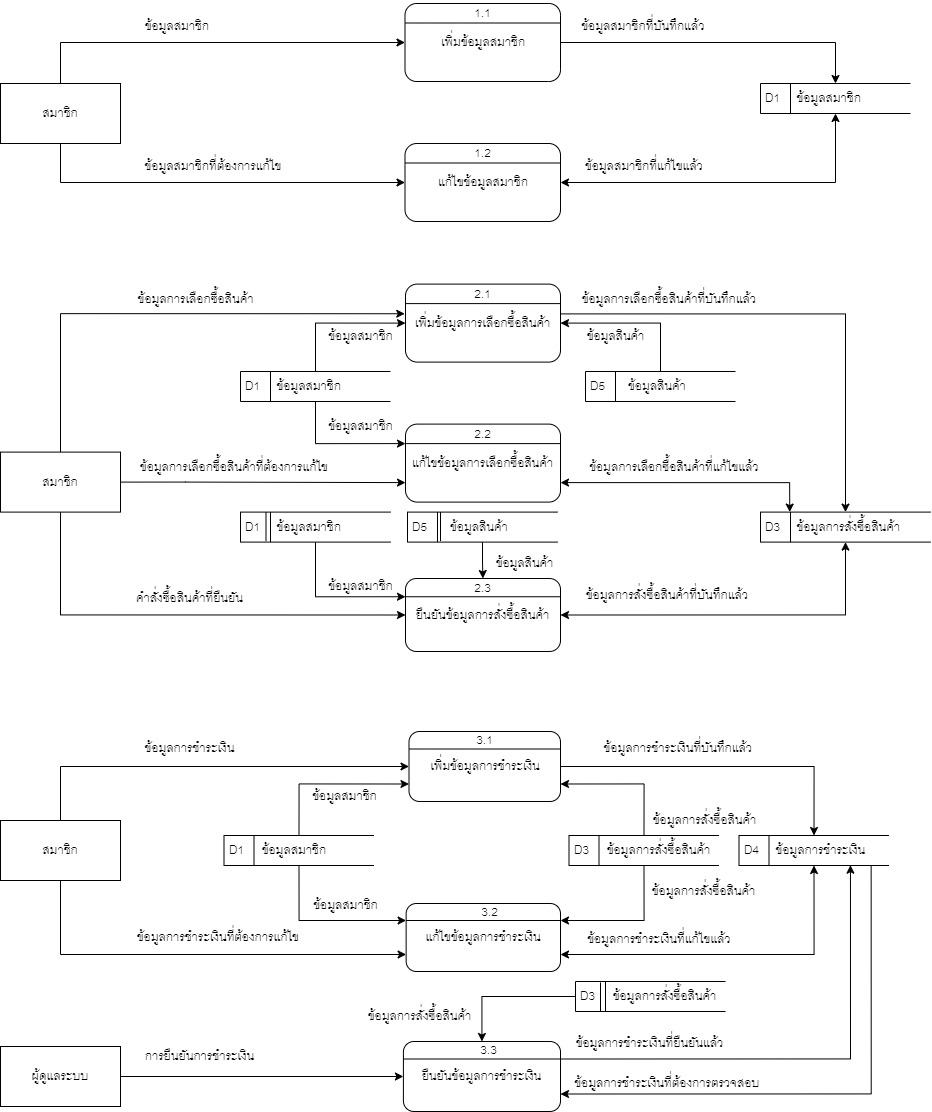 1.1
ข้อมูลสมาชิก
ข้อมูลสมาชิกที่บันทึกแล้ว
เพิ่มข้อมูลสมาชิก
D1 ข้อมูลสมาชิก
สมาชิก
1.2
ข้อมูลสมาชิกที่ต้องการแก้ไข
ข้อมูลสมาชิกที่แก้ไขแล้ว
แก้ไขข้อมูลสมาชิก
2.1
ข้อมูลการเลือกซื้อสินค้า
ข้อมูลการเลือกซื้อสินค้าที่บันทึกแล้ว
เพิ่มข้อมูลการเลือกซื้อสินค้า
ข้อมูลสมาชิก
ข้อมูลสินค้า
D1 ข้อมูลสมาชิก
D5 ข้อมูลสินค้า
ข้อมูลสมาชิก
2.2
แก้ไขข้อมูลการเลือกซื้อสินค้า
ข้อมูลการเลือกซื้อสินค้าที่ต้องการแก้ไข
ข้อมูลการเลือกซื้อสินค้าที่แก้ไขแล้ว
สมาชิก
D1 ข้อมูลสมาชิก
D5 ข้อมูลสินค้า
D3 ข้อมูลการสั่งซื้อสินค้า
ข้อมูลสินค้า
ข้อมูลสมาชิก
2.3
คำสั่งซื้อสินค้าที่ยืนยัน
ข้อมูลการสั่งซื้อสินค้าที่บันทึกแล้ว
ยืนยันข้อมูลการสั่งซื้อสินค้า
3.1
ข้อมูลการชำระเงิน
ข้อมูลการชำระเงินที่บันทึกแล้ว
เพิ่มข้อมูลการชำระเงิน
ข้อมูลสมาชิก
ข้อมูลการสั่งซื้อสินค้า
สมาชิก
D1 ข้อมูลสมาชิก
D3 ข้อมูลการสั่งซื้อสินค้า
D4 ข้อมูลการชำระเงิน
ข้อมูลการสั่งซื้อสินค้า
ข้อมูลสมาชิก
3.2
ข้อมูลการชำระเงินที่ต้องการแก้ไข
แก้ไขข้อมูลการชำระเงิน
ข้อมูลการชำระเงินที่แก้ไขแล้ว
D3 ข้อมูลการสั่งซื้อสินค้า
ข้อมูลการสั่งซื้อสินค้า
ข้อมูลการชำระเงินที่ยืนยันแล้ว
3.3
การยืนยันการชำระเงิน
ผู้ดูแลระบบ
ยืนยันข้อมูลการชำระเงิน
ข้อมูลการชำระเงินที่ต้องการตรวจสอบ